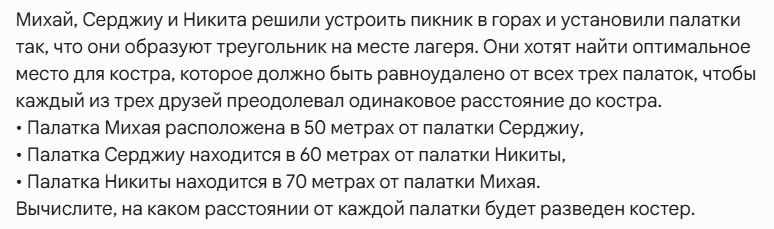 Михай, Серджиу и Никита решили устроить пикник в горах и установили палатки
так, что они образуют треугольник на месте лагеря. Они хотят найти оптимальное
место для костра, которое должно быть равноудалено от всех трех палаток, чтобы
каждый из трех друзей преодолевал одинаковое расстояние до костра.
• Палатка Михая расположена в 50 метрах от палатки Серджиу,
• Палатка Серджиу находится в 60 метрах от палатки Никиты,
• Палатка Никиты находится в 70 метрах от палатки Михая.
Вычислите, на каком расстоянии от каждой палатки будет разведен костер.